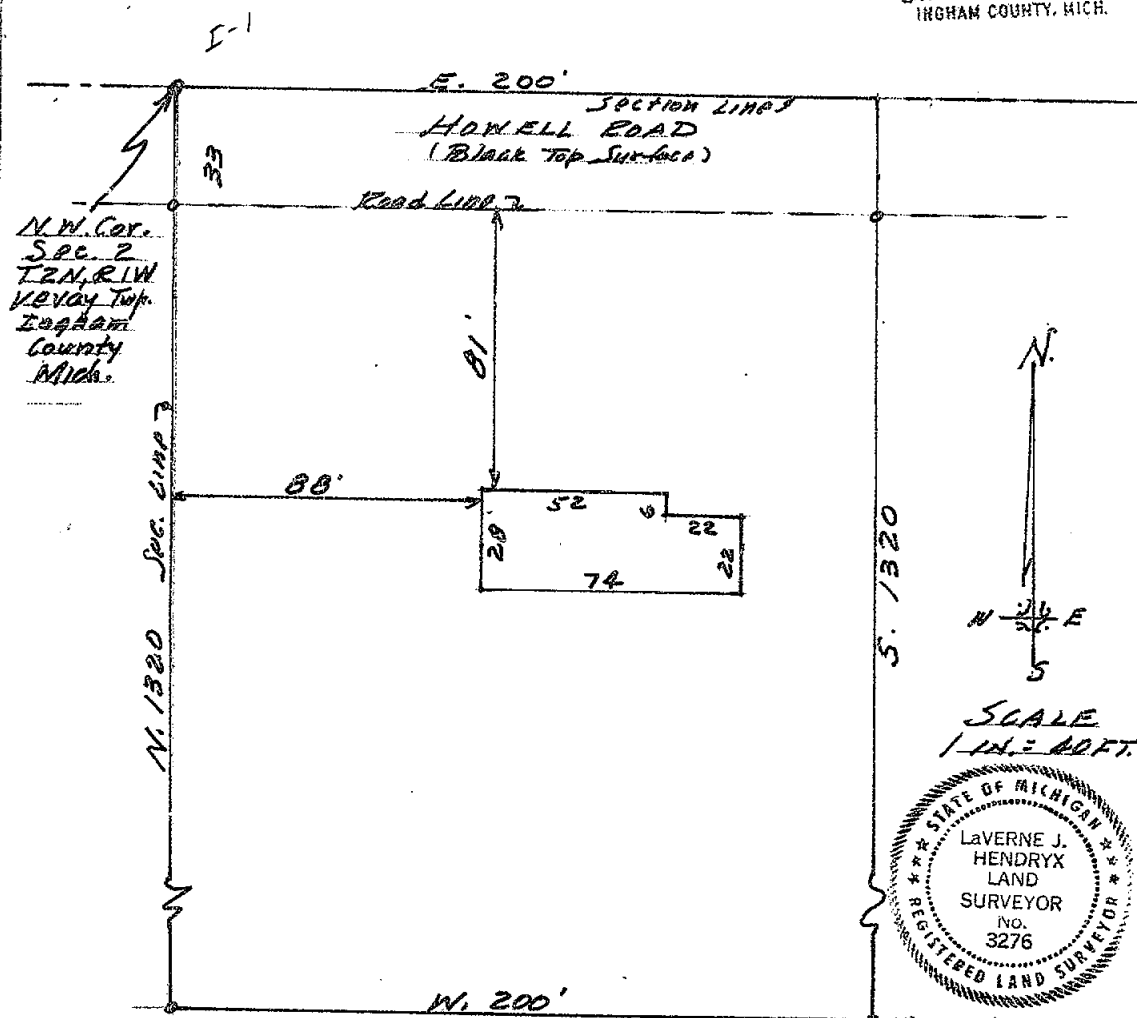 INGHAM COUNTY, MICH.
I-1
E. 200'
Section Lines
HOWELL ROAD
(Black Top Surface)
33
Road Line
N.W. Cor.
Sec. 2
T2N, R1W
Vevay Twp.
Ingham
County
Mich.
81'
N.
Sec. Line
88'
52
6
22
28'
22
74
N. 1320
S. 1320
W E
S
SCALE
1 IN. = 40 FT.
STATE OF MICHIGAN
LaVERNE J.
HENDRYX
LAND
SURVEYOR
No.
3276
REGISTERED LAND SURVEYOR
W. 200'